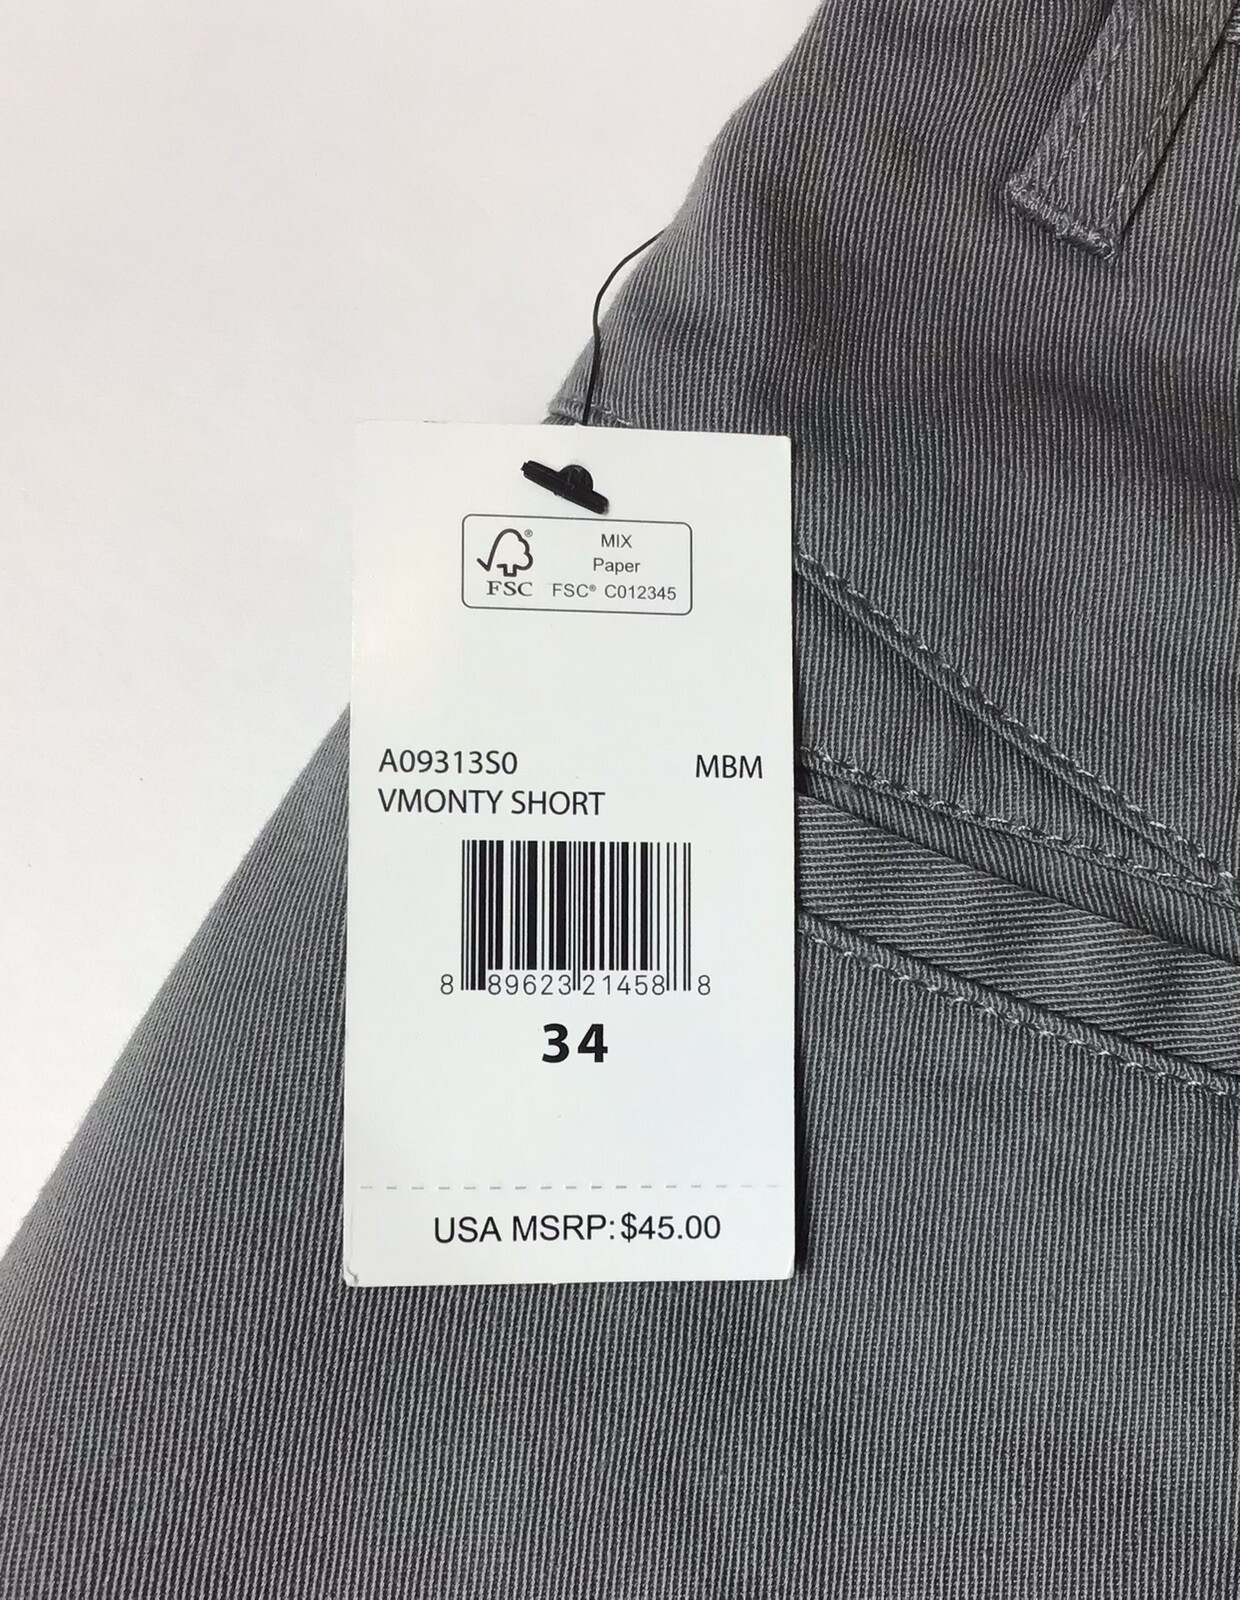 MIX
Paper
FSC® FSC® C012345
A09313S0 MBM
VMONTY SHORT
8 89623 21458 8
34
USA MSRP: $45.00